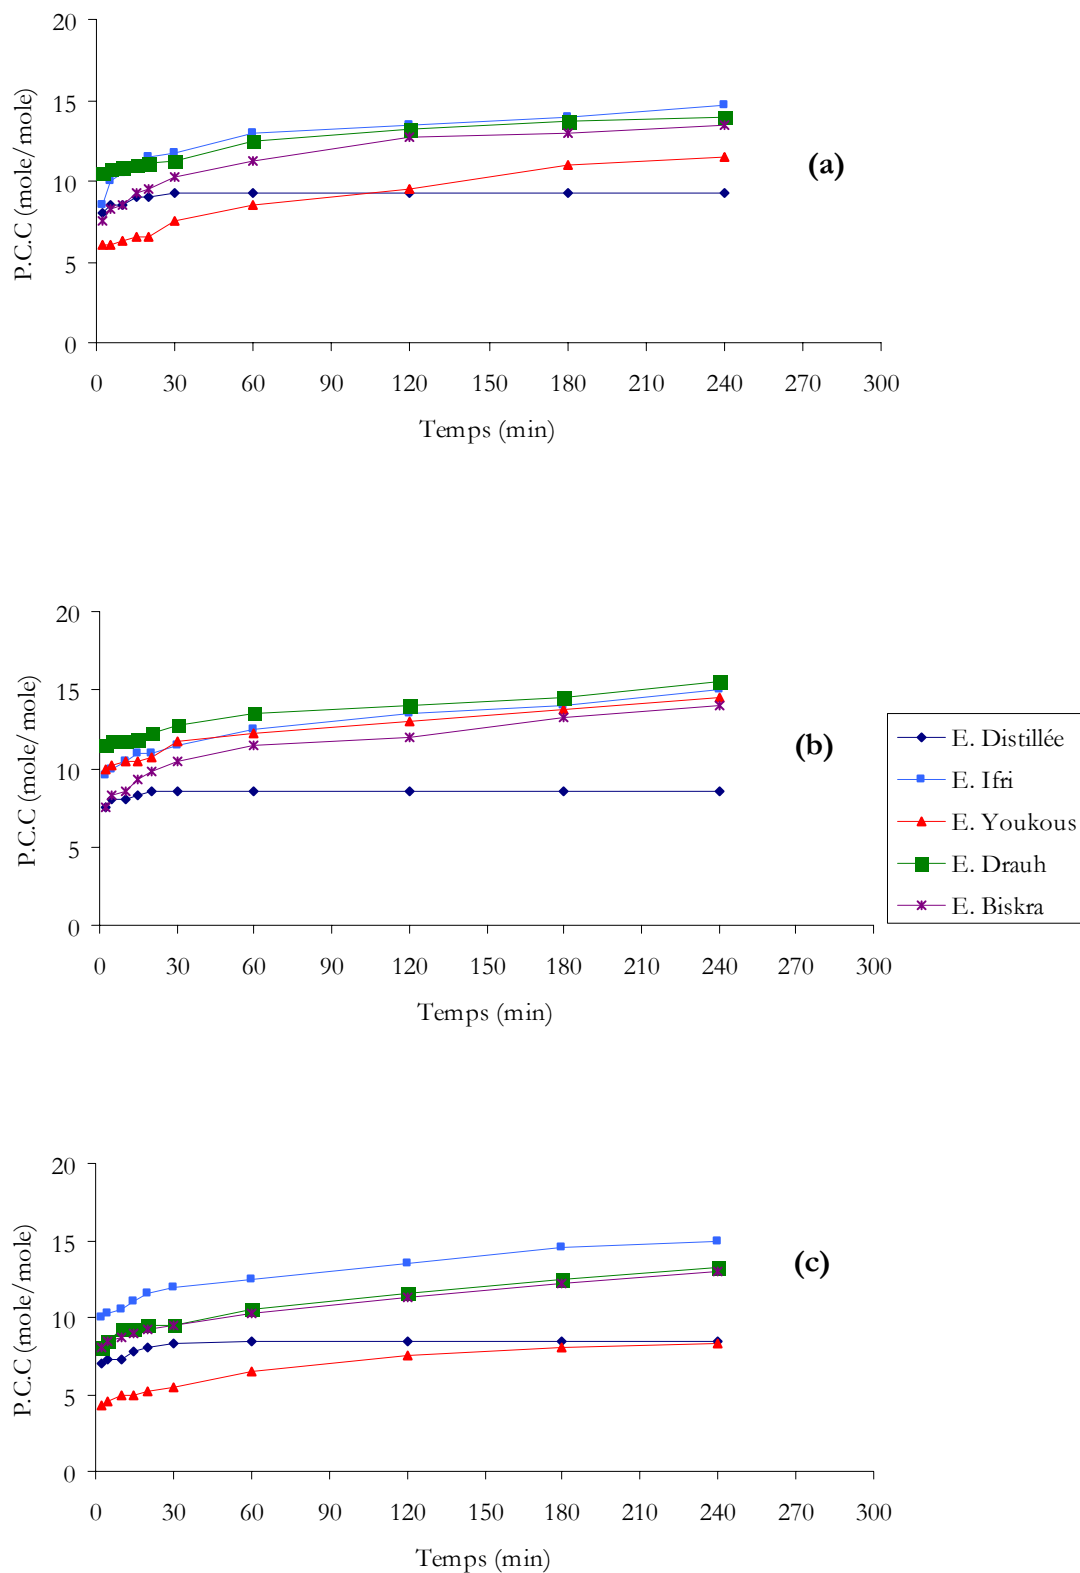 20
15
10
5
0
P.C.C (mole/mole)
(a)
0 30 60 90 120 150 180 210 240 270 300
Temps (min)
20
15
10
5
0
P.C.C (mole/mole)
(b)
0 30 60 90 120 150 180 210 240 270 300
Temps (min)
E. Distillée
E. Ifri
E. Youkous
E. Drauh
E. Biskra
20
15
10
5
0
P.C.C (mole/mole)
(c)
0 30 60 90 120 150 180 210 240 270 300
Temps (min)